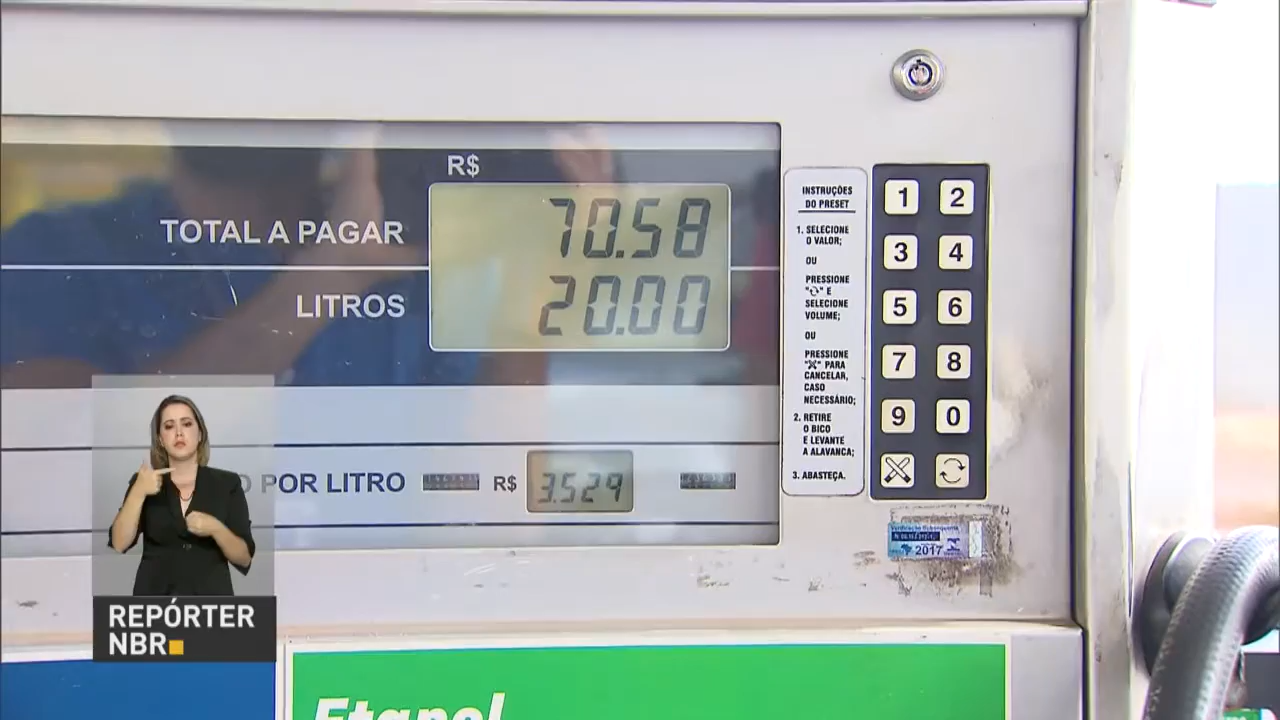 R$
TOTAL A PAGAR
70.58
LITROS
20.00
O POR LITRO
R$
3.529
INSTRUÇÕES
DO PRESET
1. SELECIONE
O VALOR;
OU
PRESSIONE
" " E
SELECIONE
VOLUME;
OU
PRESSIONE
" " PARA
CANCELAR,
CASO
NECESSÁRIO;
2. RETIRE
O BICO
E LEVANTE
A ALAVANCA;
3. ABASTEÇA.
1 2
3 4
5 6
7 8
9 0
Verificação Subsequente
2017
REPÓRTER
NBR
Etanol